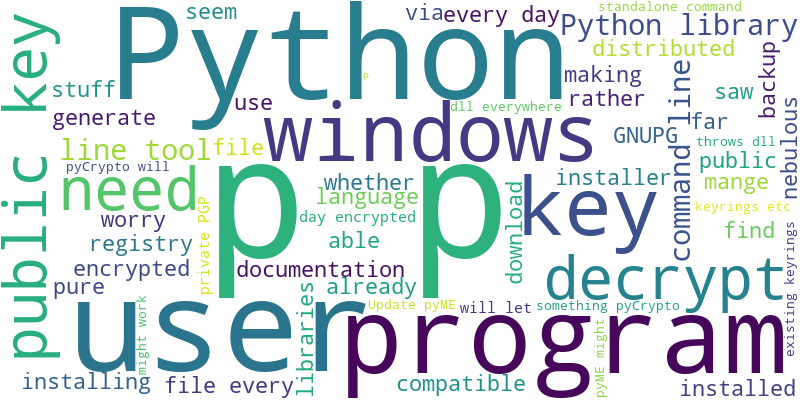 public key
stuff
seem
via
every day
standalone command
Python library
Python
p
distributed
generate
use
dll everywhere
making
rather
saw
backup
line tool
file
windows
GNUPG
far
command line
throws dll
nebulous
pyCrypto will
need
p p
whether
language
installer
public
mange
private PGP
day encrypted
key
keyrings etc
worry
registry
able
download
find
encrypted
documentation
pure
already
decrypt
might work
user
libraries
Update pyME
will let
something pyCrypto
existing keyrings
program
pyME might
installing
file every
compatible
installed